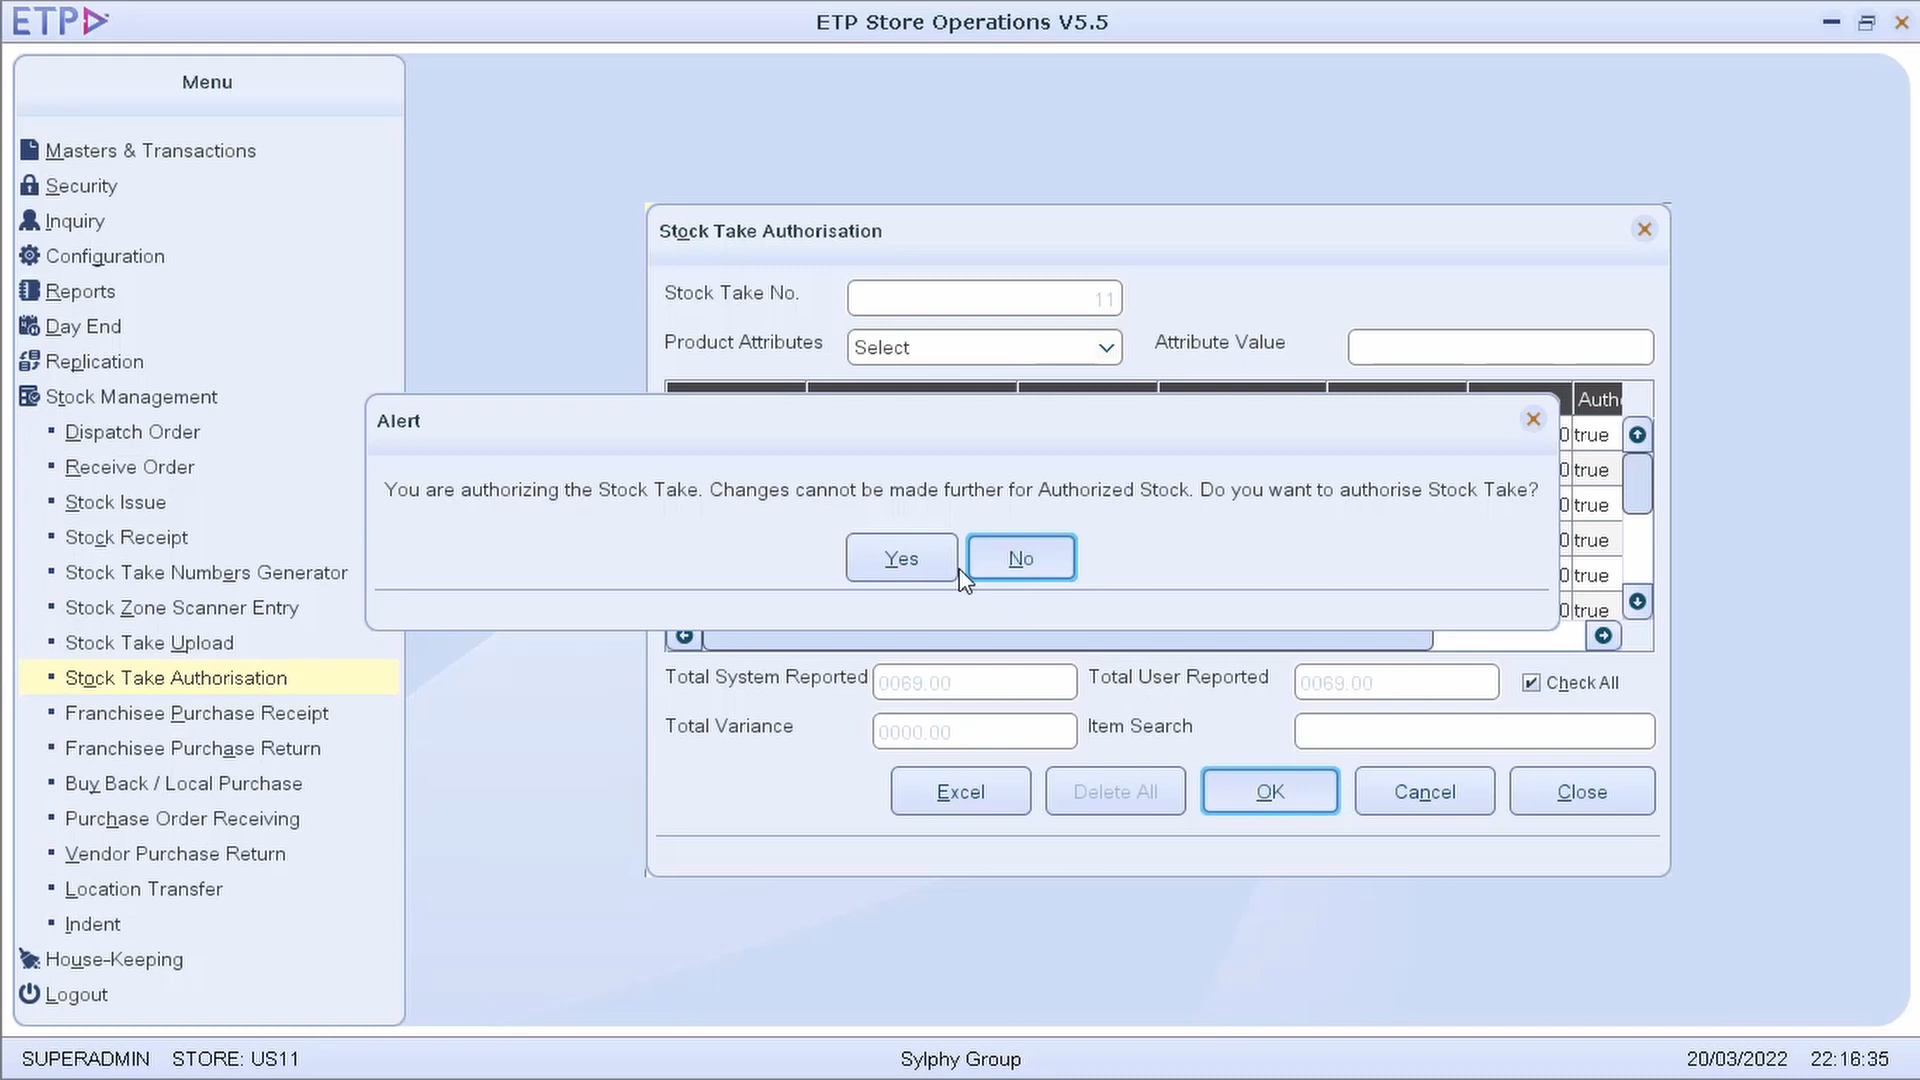 ETP
ETP Store Operations V5.5
Menu
Masters & Transactions
Security
Inquiry
Configuration
Reports
Day End
Replication
Stock Management
Dispatch Order
Receive Order
Stock Issue
Stock Receipt
Stock Take Numbers Generator
Stock Zone Scanner Entry
Stock Take Upload
Stock Take Authorisation
Franchisee Purchase Receipt
Franchisee Purchase Return
Buy Back / Local Purchase
Purchase Order Receiving
Vendor Purchase Return
Location Transfer
Indent
House-Keeping
Logout
Stock Take Authorisation
Stock Take No. 11
Product Attributes Select Attribute Value
Autho
0 true
0 true
0 true
0 true
0 true
0 true
Alert
You are authorizing the Stock Take. Changes cannot be made further for Authorized Stock. Do you want to authorise Stock Take?
Yes No
Total System Reported 0069.00 Total User Reported 0069.00 Check All
Total Variance 0000.00 Item Search
Excel Delete All OK Cancel Close
SUPERADMIN STORE: US11 Sylphy Group 20/03/2022 22:16:35